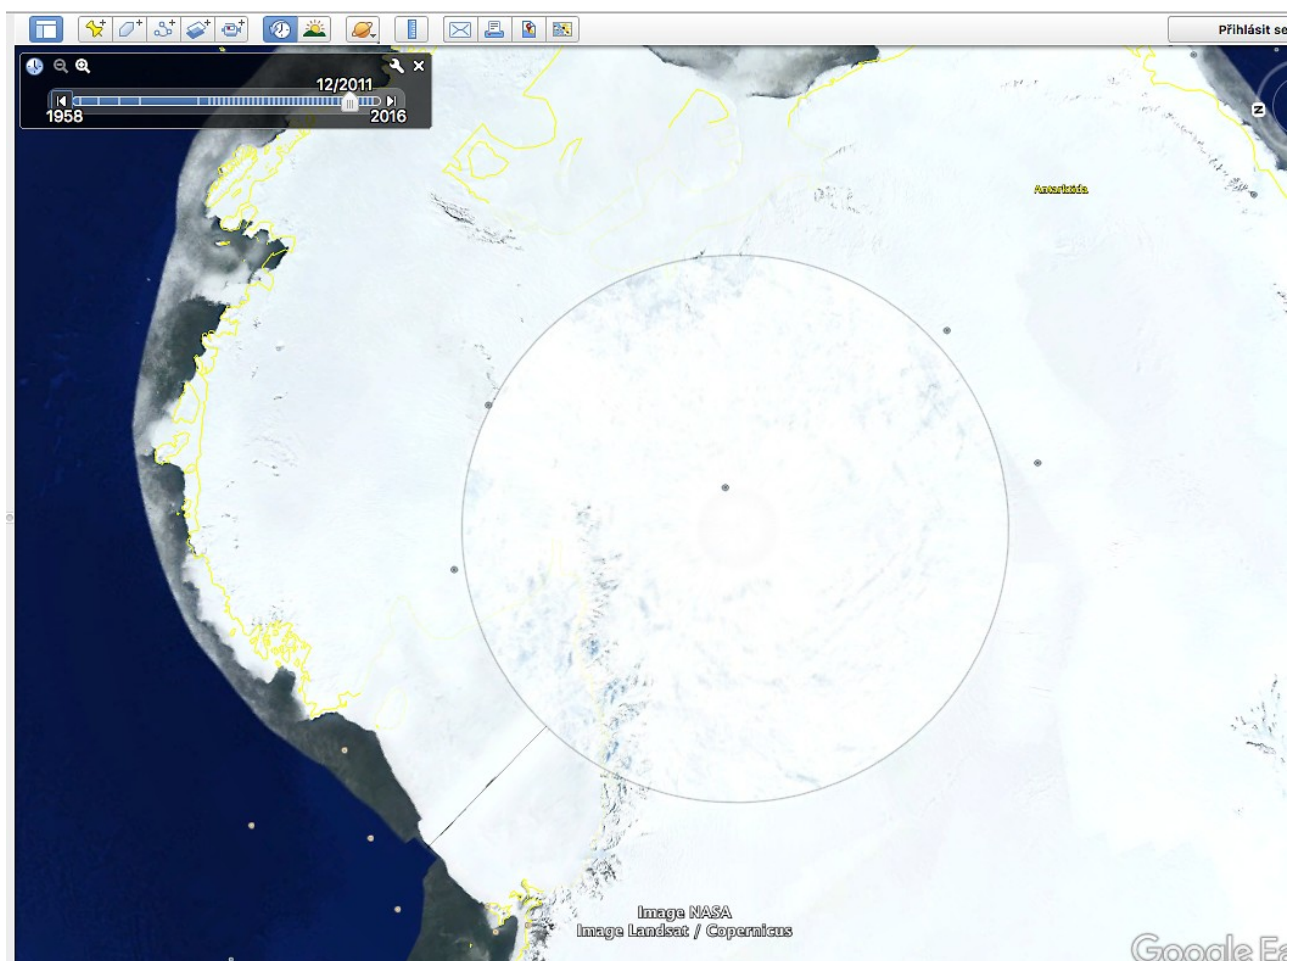 Přihlásit se
12/2011
1958
2016
Antarktida
Image NASA
Image Landsat / Copernicus
Google Ea